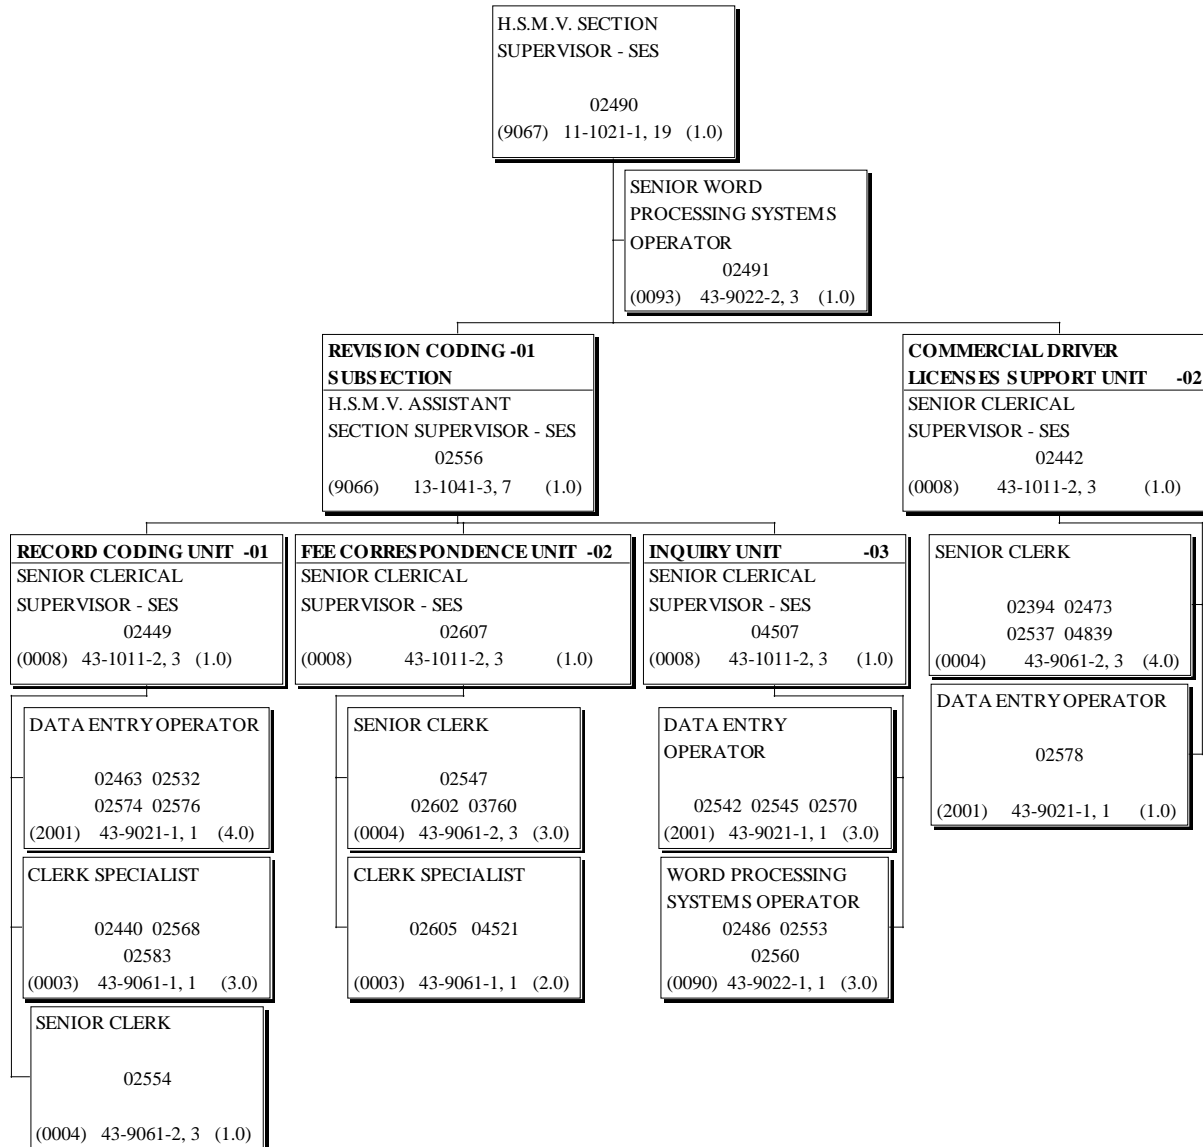 H.S.M.V. SECTION
SUPERVISOR - SES
02490
(9067) 11-1021-1, 19 (1.0)
SENIOR WORD
PROCESSING SYSTEMS
OPERATOR
02491
(0093) 43-9022-2, 3 (1.0)
REVISION CODING -01
SUBSECTION
H.S.M.V. ASSISTANT
SECTION SUPERVISOR - SES
02556
(9066) 13-1041-3, 7 (1.0)
COMMERCIAL DRIVER
LICENSES SUPPORT UNIT -02
SENIOR CLERICAL
SUPERVISOR - SES
02442
(0008) 43-1011-2, 3 (1.0)
RECORD CODING UNIT -01
SENIOR CLERICAL
SUPERVISOR - SES
02449
(0008) 43-1011-2, 3 (1.0)
FEE CORRESPONDENCE UNIT -02
SENIOR CLERICAL
SUPERVISOR - SES
02607
(0008) 43-1011-2, 3 (1.0)
INQUIRY UNIT -03
SENIOR CLERICAL
SUPERVISOR - SES
04507
(0008) 43-1011-2, 3 (1.0)
SENIOR CLERK
02394 02473
02537 04839
(0004) 43-9061-2, 3 (4.0)
DATA ENTRY OPERATOR
02463 02532
02574 02576
(2001) 43-9021-1, 1 (4.0)
SENIOR CLERK
02547
02602 03760
(0004) 43-9061-2, 3 (3.0)
DATA ENTRY
OPERATOR
02542 02545 02570
(2001) 43-9021-1, 1 (3.0)
DATA ENTRY OPERATOR
02578
(2001) 43-9021-1, 1 (1.0)
CLERK SPECIALIST
02440 02568
02583
(0003) 43-9061-1, 1 (3.0)
CLERK SPECIALIST
02605 04521
(0003) 43-9061-1, 1 (2.0)
WORD PROCESSING
SYSTEMS OPERATOR
02486 02553
02560
(0090) 43-9022-1, 1 (3.0)
SENIOR CLERK
02554
(0004) 43-9061-2, 3 (1.0)